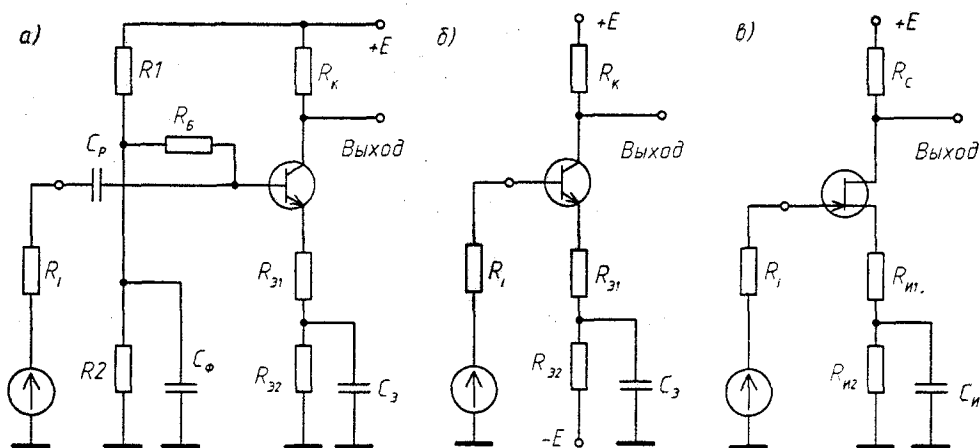 а)
+E
R1
Rк
RБ
Cр
Выход
Ri
Rэ1
R2
Cф
Rэ2
Cэ
б)
+E
Rк
Выход
Ri
Rэ1
Rэ2
Cэ
-E
в)
+E
Rс
Выход
Ri
Rи1.
Rи2
Cи